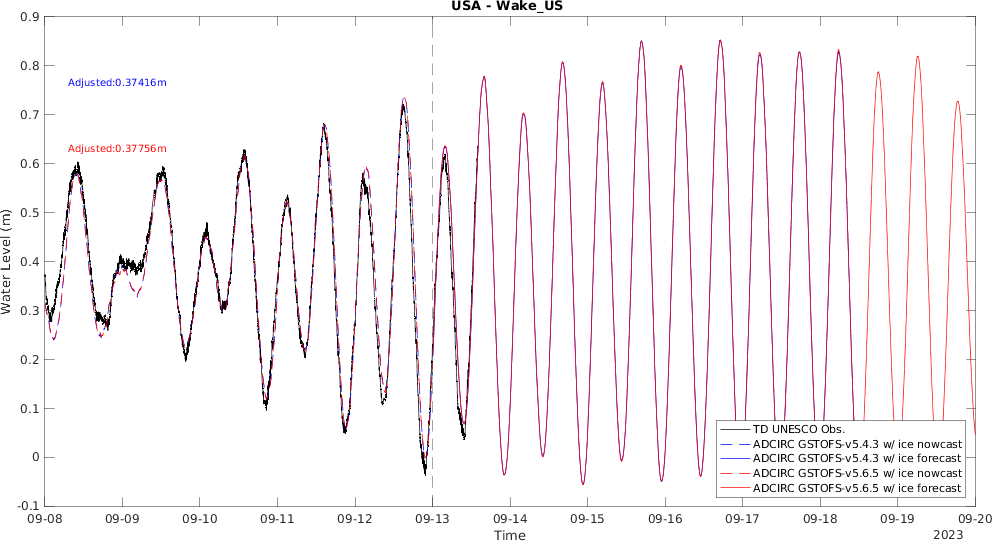 USA - Wake_US
Adjusted:0.37416m
Adjusted:0.37756m
Water Level (m)
0.9
0.8
0.7
0.6
0.5
0.4
0.3
0.2
0.1
0
-0.1
TD UNESCO Obs.
ADCIRC GSTOFS-v5.4.3 w/ ice nowcast
ADCIRC GSTOFS-v5.4.3 w/ ice forecast
ADCIRC GSTOFS-v5.6.5 w/ ice nowcast
ADCIRC GSTOFS-v5.6.5 w/ ice forecast
09-08 09-09 09-10 09-11 09-12 09-13 09-14 09-15 09-16 09-17 09-18 09-19 09-20
Time
2023